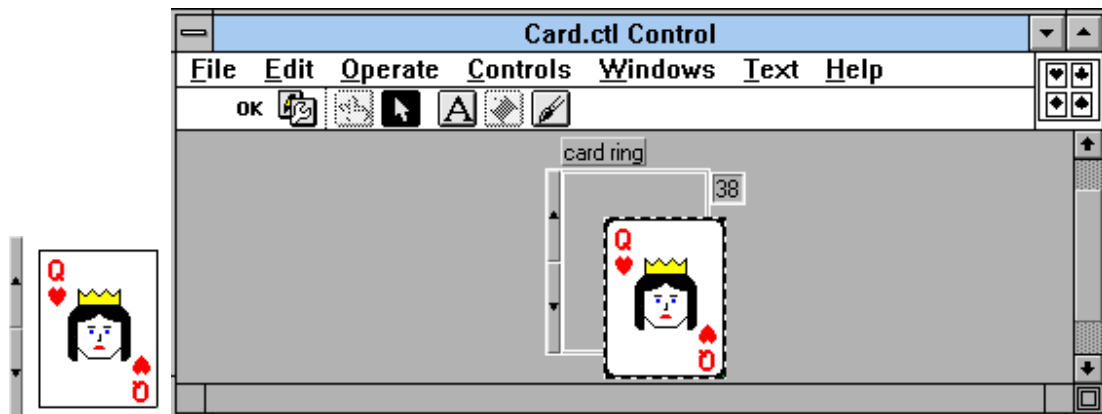 Card.ctl Control
File Edit Operate Controls Windows Text Help
OK A
card ring
38
Q
Q
Q
Q